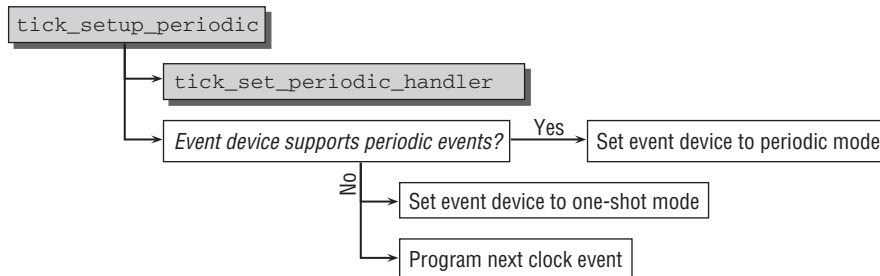 tick_setup_periodic
tick_set_periodic_handler
Event device supports periodic events?
Yes
Set event device to periodic mode
No
Set event device to one-shot mode
Program next clock event